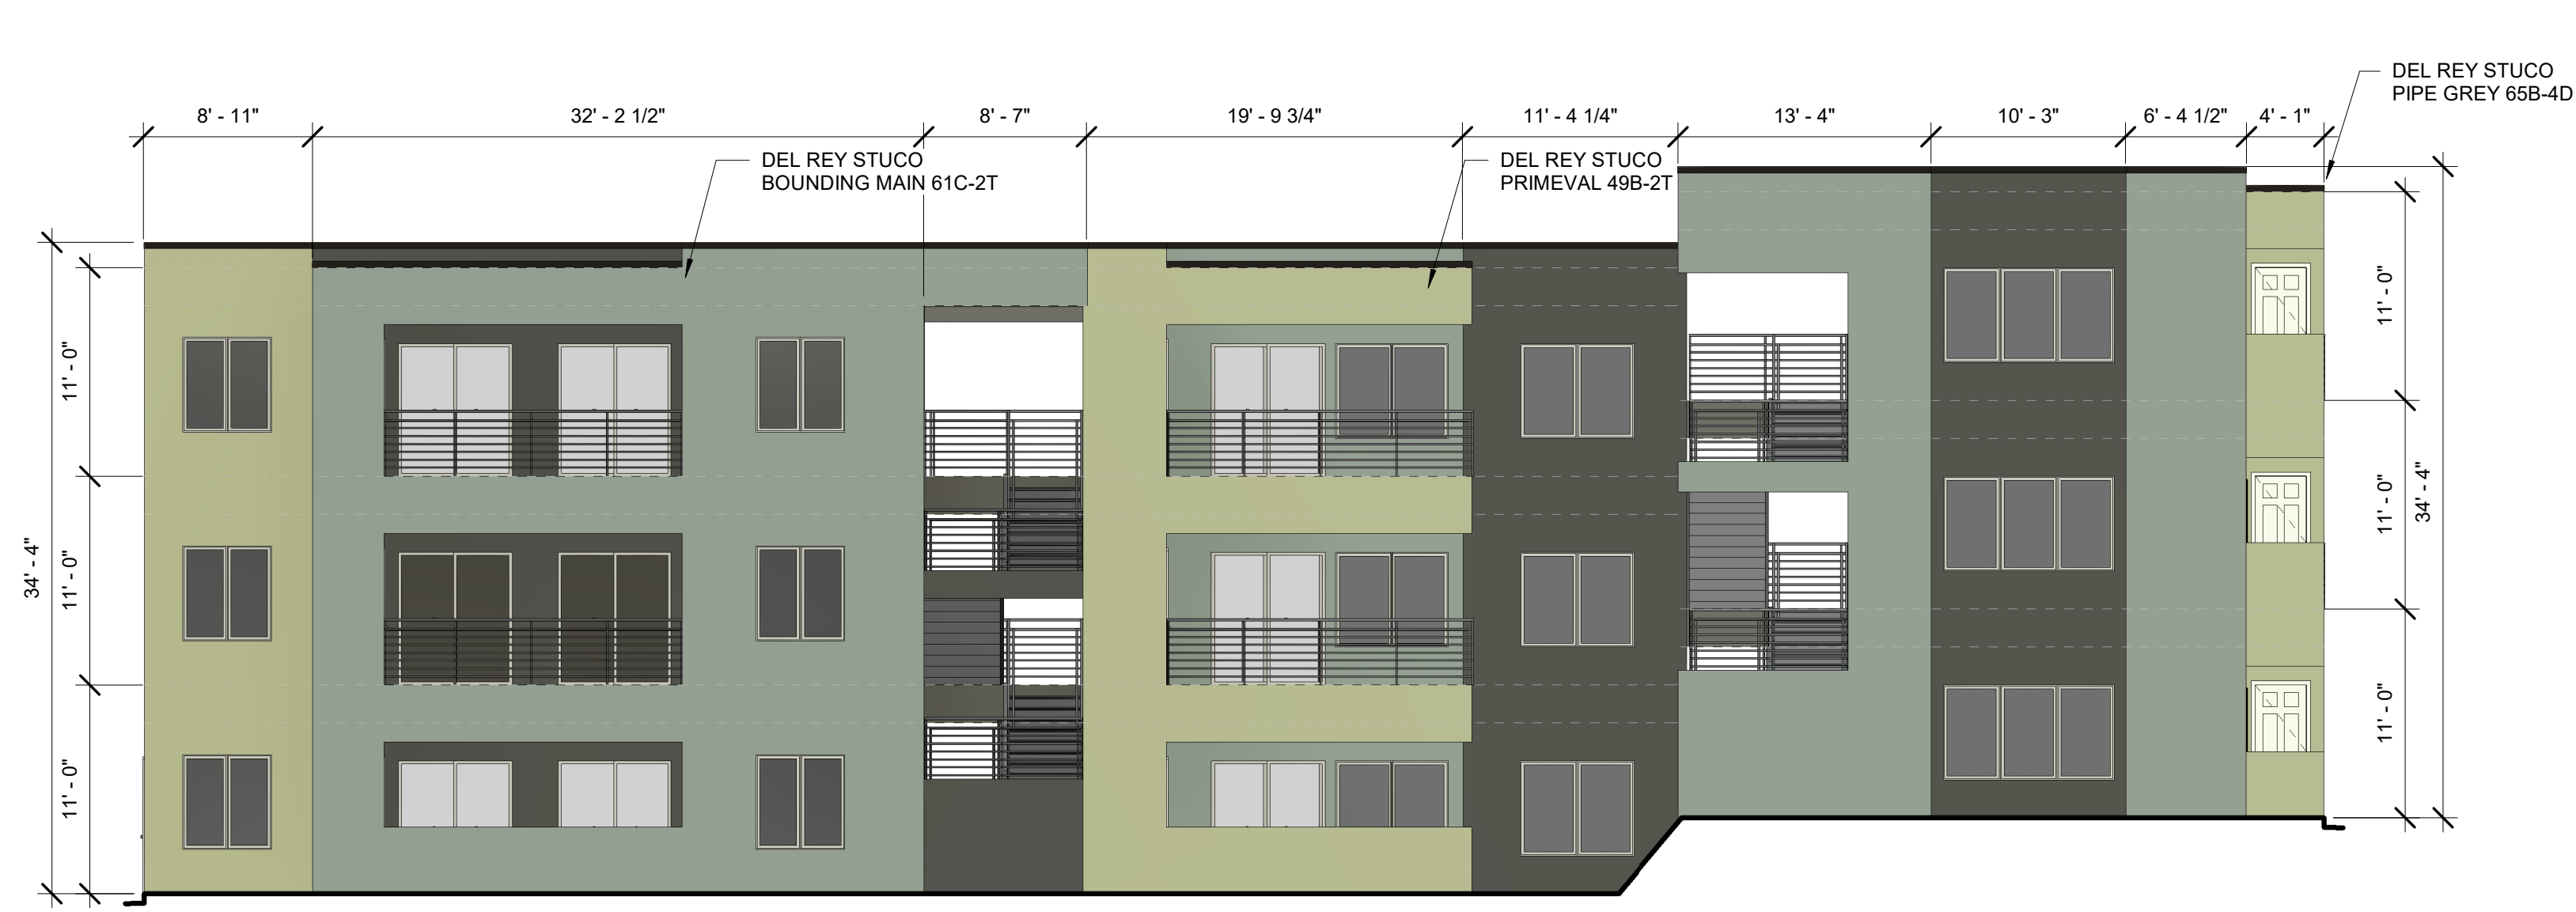 DEL REY STUCO
PIPE GREY 65B-4D
8' - 11"
32' - 2 1/2"
8' - 7"
19' - 9 3/4"
11' - 4 1/4"
13' - 4"
10' - 3"
6' - 4 1/2"
4' - 1"
DEL REY STUCO
BOUNDING MAIN 61C-2T
DEL REY STUCO
PRIMEVAL 49B-2T
34' - 4"
11' - 0"
11' - 0"
11' - 0"
11' - 0"
11' - 0"
11' - 0"
34' - 4"